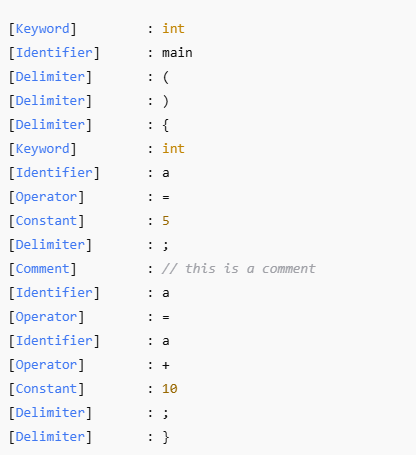 [Keyword]         : int
[Identifier]      : main
[Delimiter]       : (
[Delimiter]       : )
[Delimiter]       : {
[Keyword]         : int
[Identifier]      : a
[Operator]        : =
[Constant]        : 5
[Delimiter]       : ;
[Comment]         : // this is a comment
[Identifier]      : a
[Operator]        : =
[Identifier]      : a
[Operator]        : +
[Constant]        : 10
[Delimiter]       : ;
[Delimiter]       : }